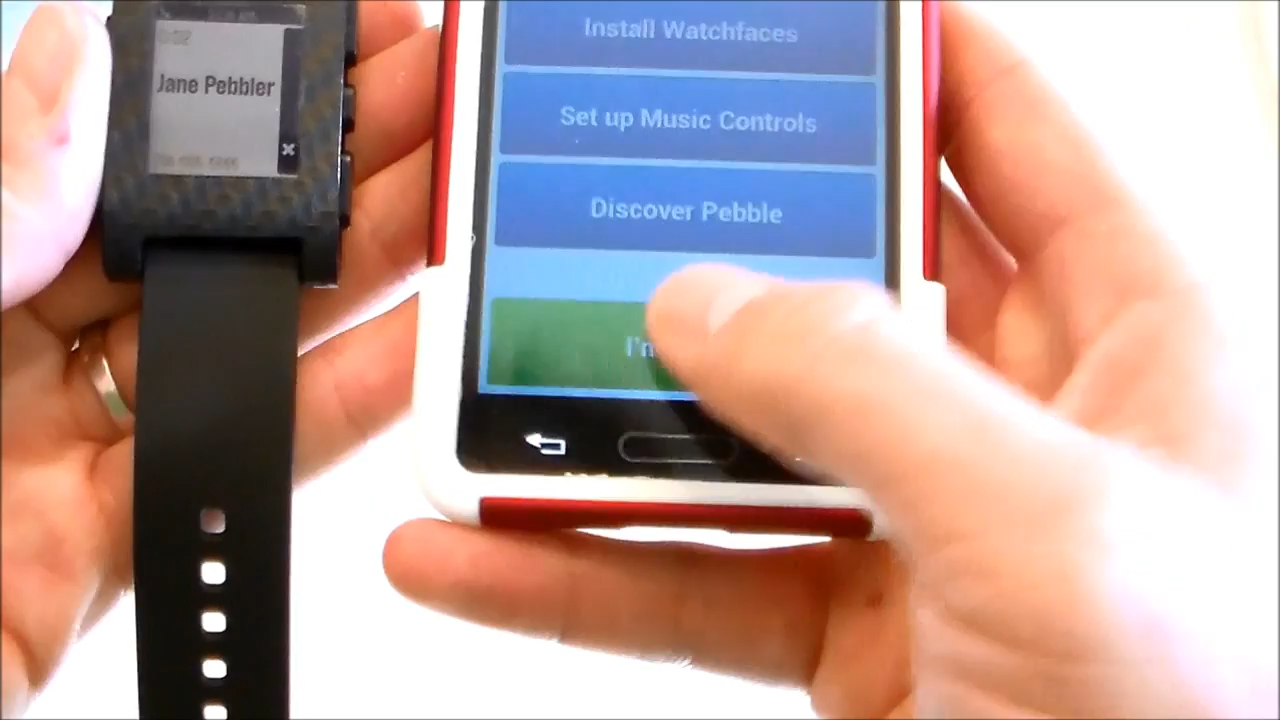 Jane Pebbler
Install Watchfaces
Set up Music Controls
Discover Pebble
I'm